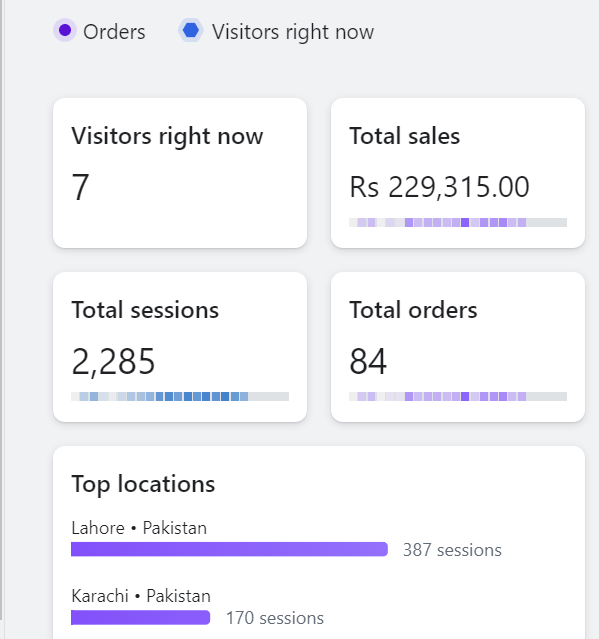 Orders Visitors right now
Visitors right now
7
Total sales
Rs 229,315.00
Total sessions
2,285
Total orders
84
Top locations
Lahore • Pakistan
387 sessions
Karachi • Pakistan
170 sessions